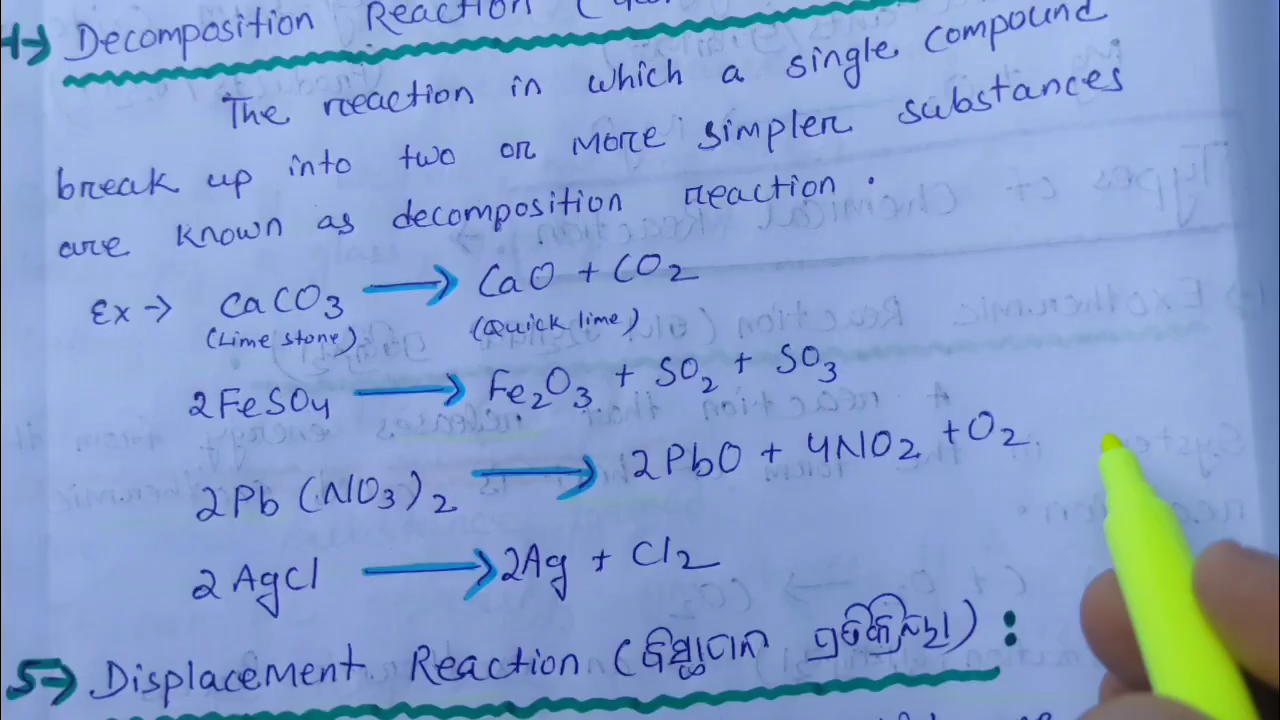 4→ Decomposition Reaction (
The reaction in which a single compound
break up into two or more simpler substances
are known as decomposition reaction.
Ex → CaCO3 → CaO + CO2
(Lime stone) (Quick lime)
2FeSO4 → Fe2O3 + SO2 + SO3
2Pb (NO3)2 → 2PbO + 4NO2 + O2
2 AgCl → 2Ag + Cl2
5→ Displacement Reaction (ବିସ୍ଥାପନ ପ୍ରତିକ୍ରିୟା) :